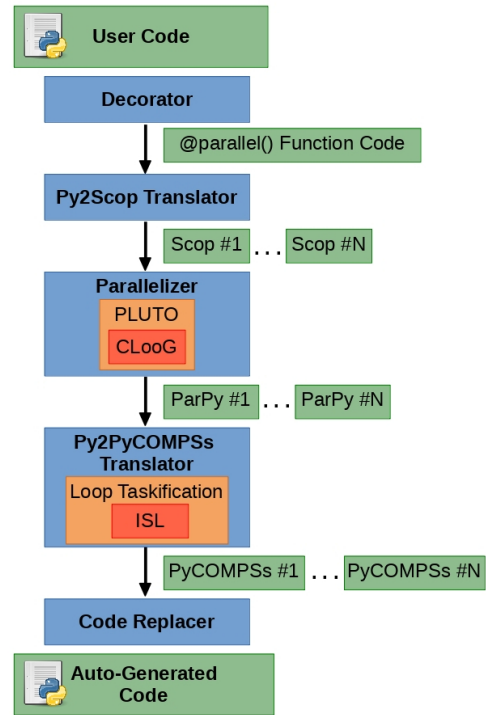 User Code
Decorator
@parallel() Function Code
Py2Scop Translator
Scop #1 ... Scop #N
Parallelizer
PLUTO
CLooG
ParPy #1 ... ParPy #N
Py2PyCOMPSs
Translator
Loop Taskification
ISL
PyCOMPSs #1 ... PyCOMPSs #N
Code Replacer
Auto-Generated
Code